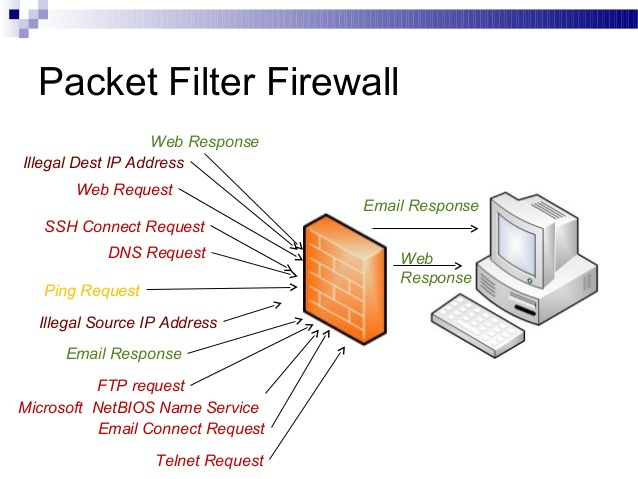 Packet Filter Firewall
Web Response
Illegal Dest IP Address
Web Request
SSH Connect Request
DNS Request
Ping Request
Illegal Source IP Address
Email Response
FTP request
Microsoft NetBIOS Name Service
Email Connect Request
Telnet Request
Email Response
Web
Response